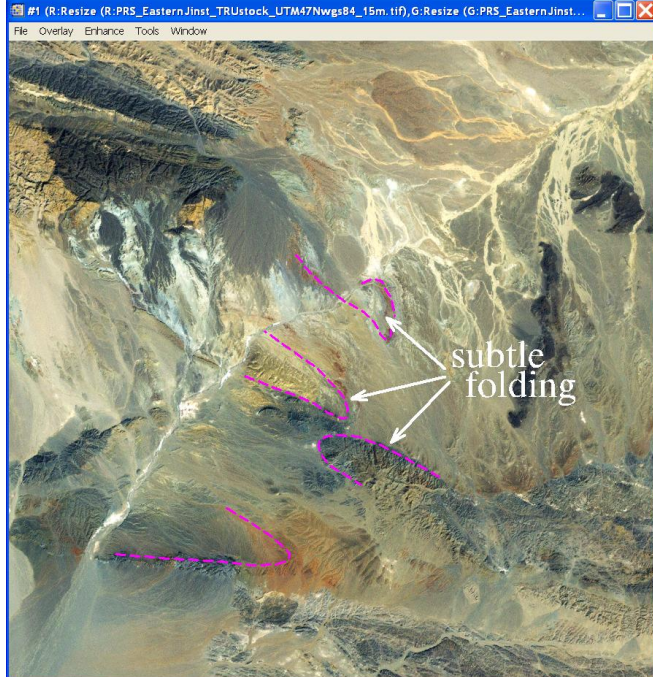 #1 (R:Resize (R:PRS_EasternJinst_TRUstock_UTM47Nwgs84_15m.tif),G:Resize (G:PRS_EasternJinst...
File Overlay Enhance Tools Window
subtle
folding